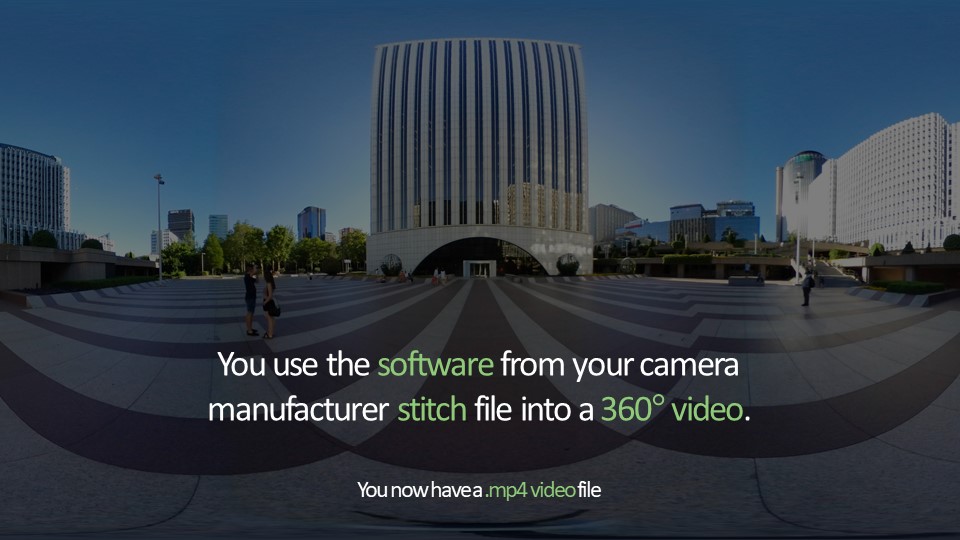 You use the software from your camera
manufacturer stitch file into a 360° video.
You now have a .mp4 video file